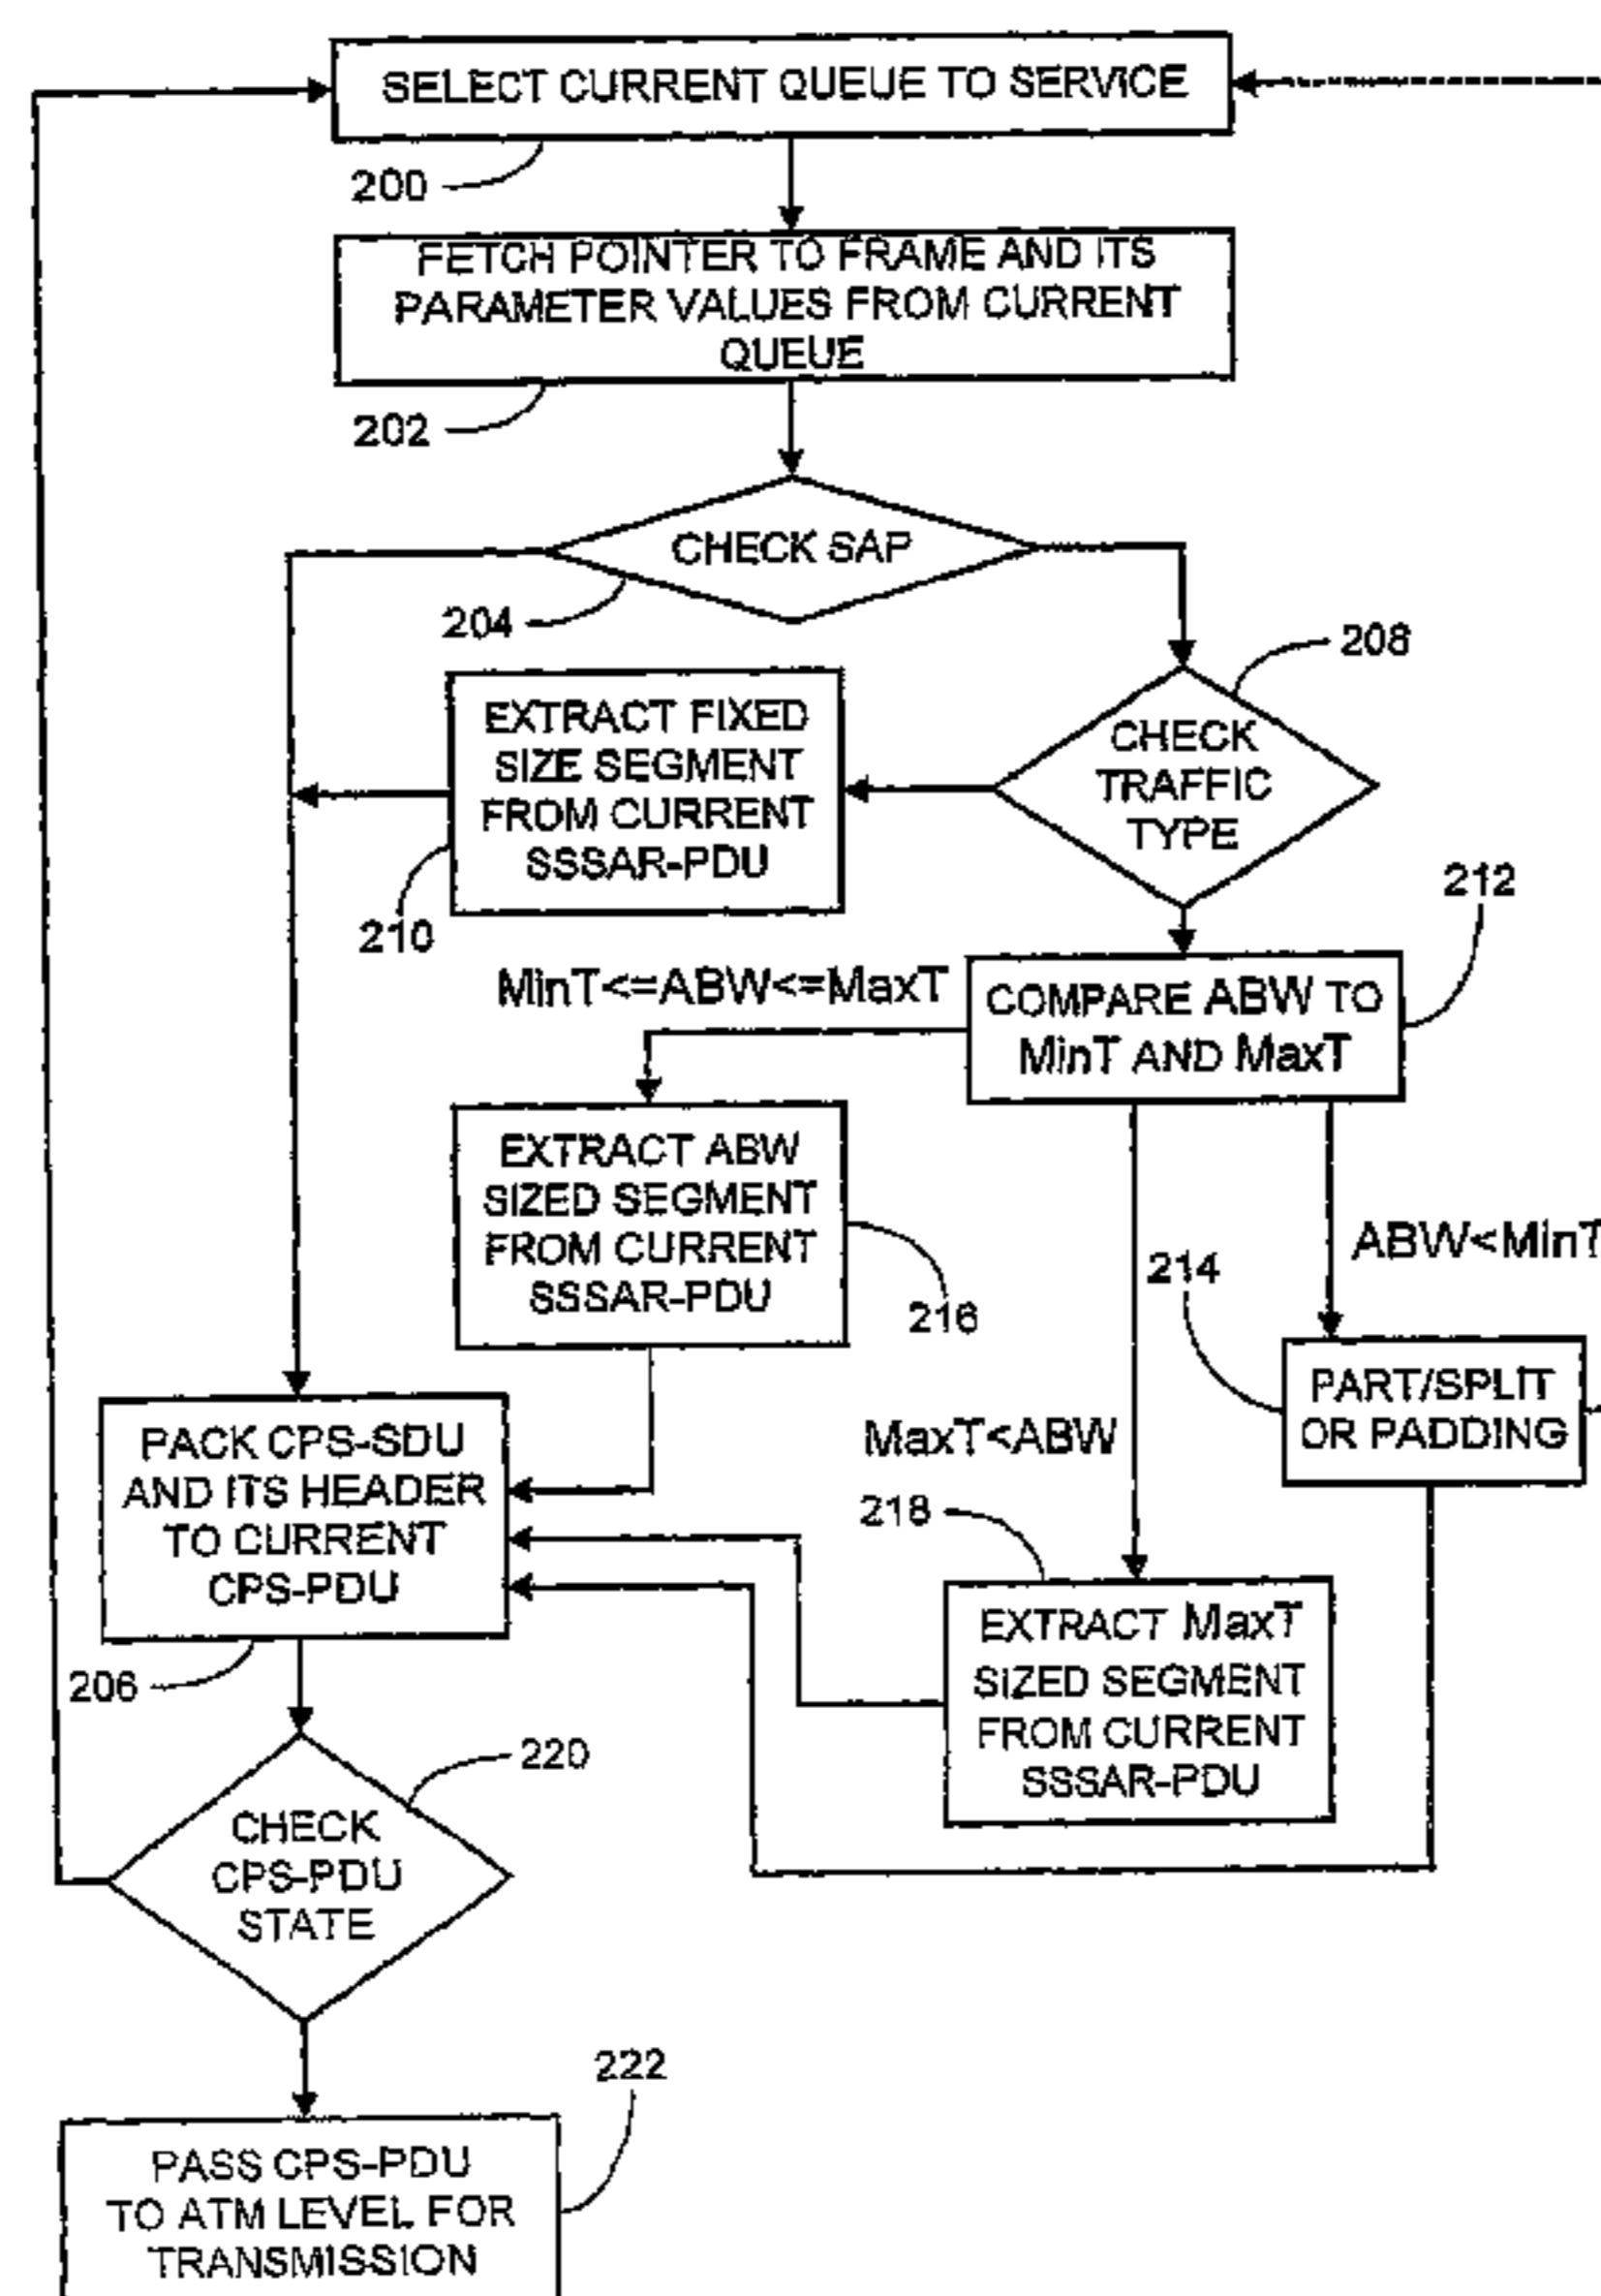 SELECT CURRENT QUEUE TO SERVICE
200
FETCH POINTER TO FRAME AND ITS
PARAMETER VALUES FROM CURRENT
QUEUE
202
CHECK SAP
204
208
EXTRACT FIXED
SIZE SEGMENT
FROM CURRENT
SSSAR-PDU
210
CHECK
TRAFFIC
TYPE
212
MinT<=ABW<=MaxT
COMPARE ABW TO
MinT AND MaxT
EXTRACT ABW
SIZED SEGMENT
FROM CURRENT
SSSAR-PDU
216
214
ABW<MinT
PART/SPLIT
OR PADDING
MaxT<ABW
PACK CPS-SDU
AND ITS HEADER
TO CURRENT
CPS-PDU
206
218
EXTRACT MaxT
SIZED SEGMENT
FROM CURRENT
SSSAR-PDU
220
CHECK
CPS-PDU
STATE
222
PASS CPS-PDU
TO ATM LEVEL FOR
TRANSMISSION